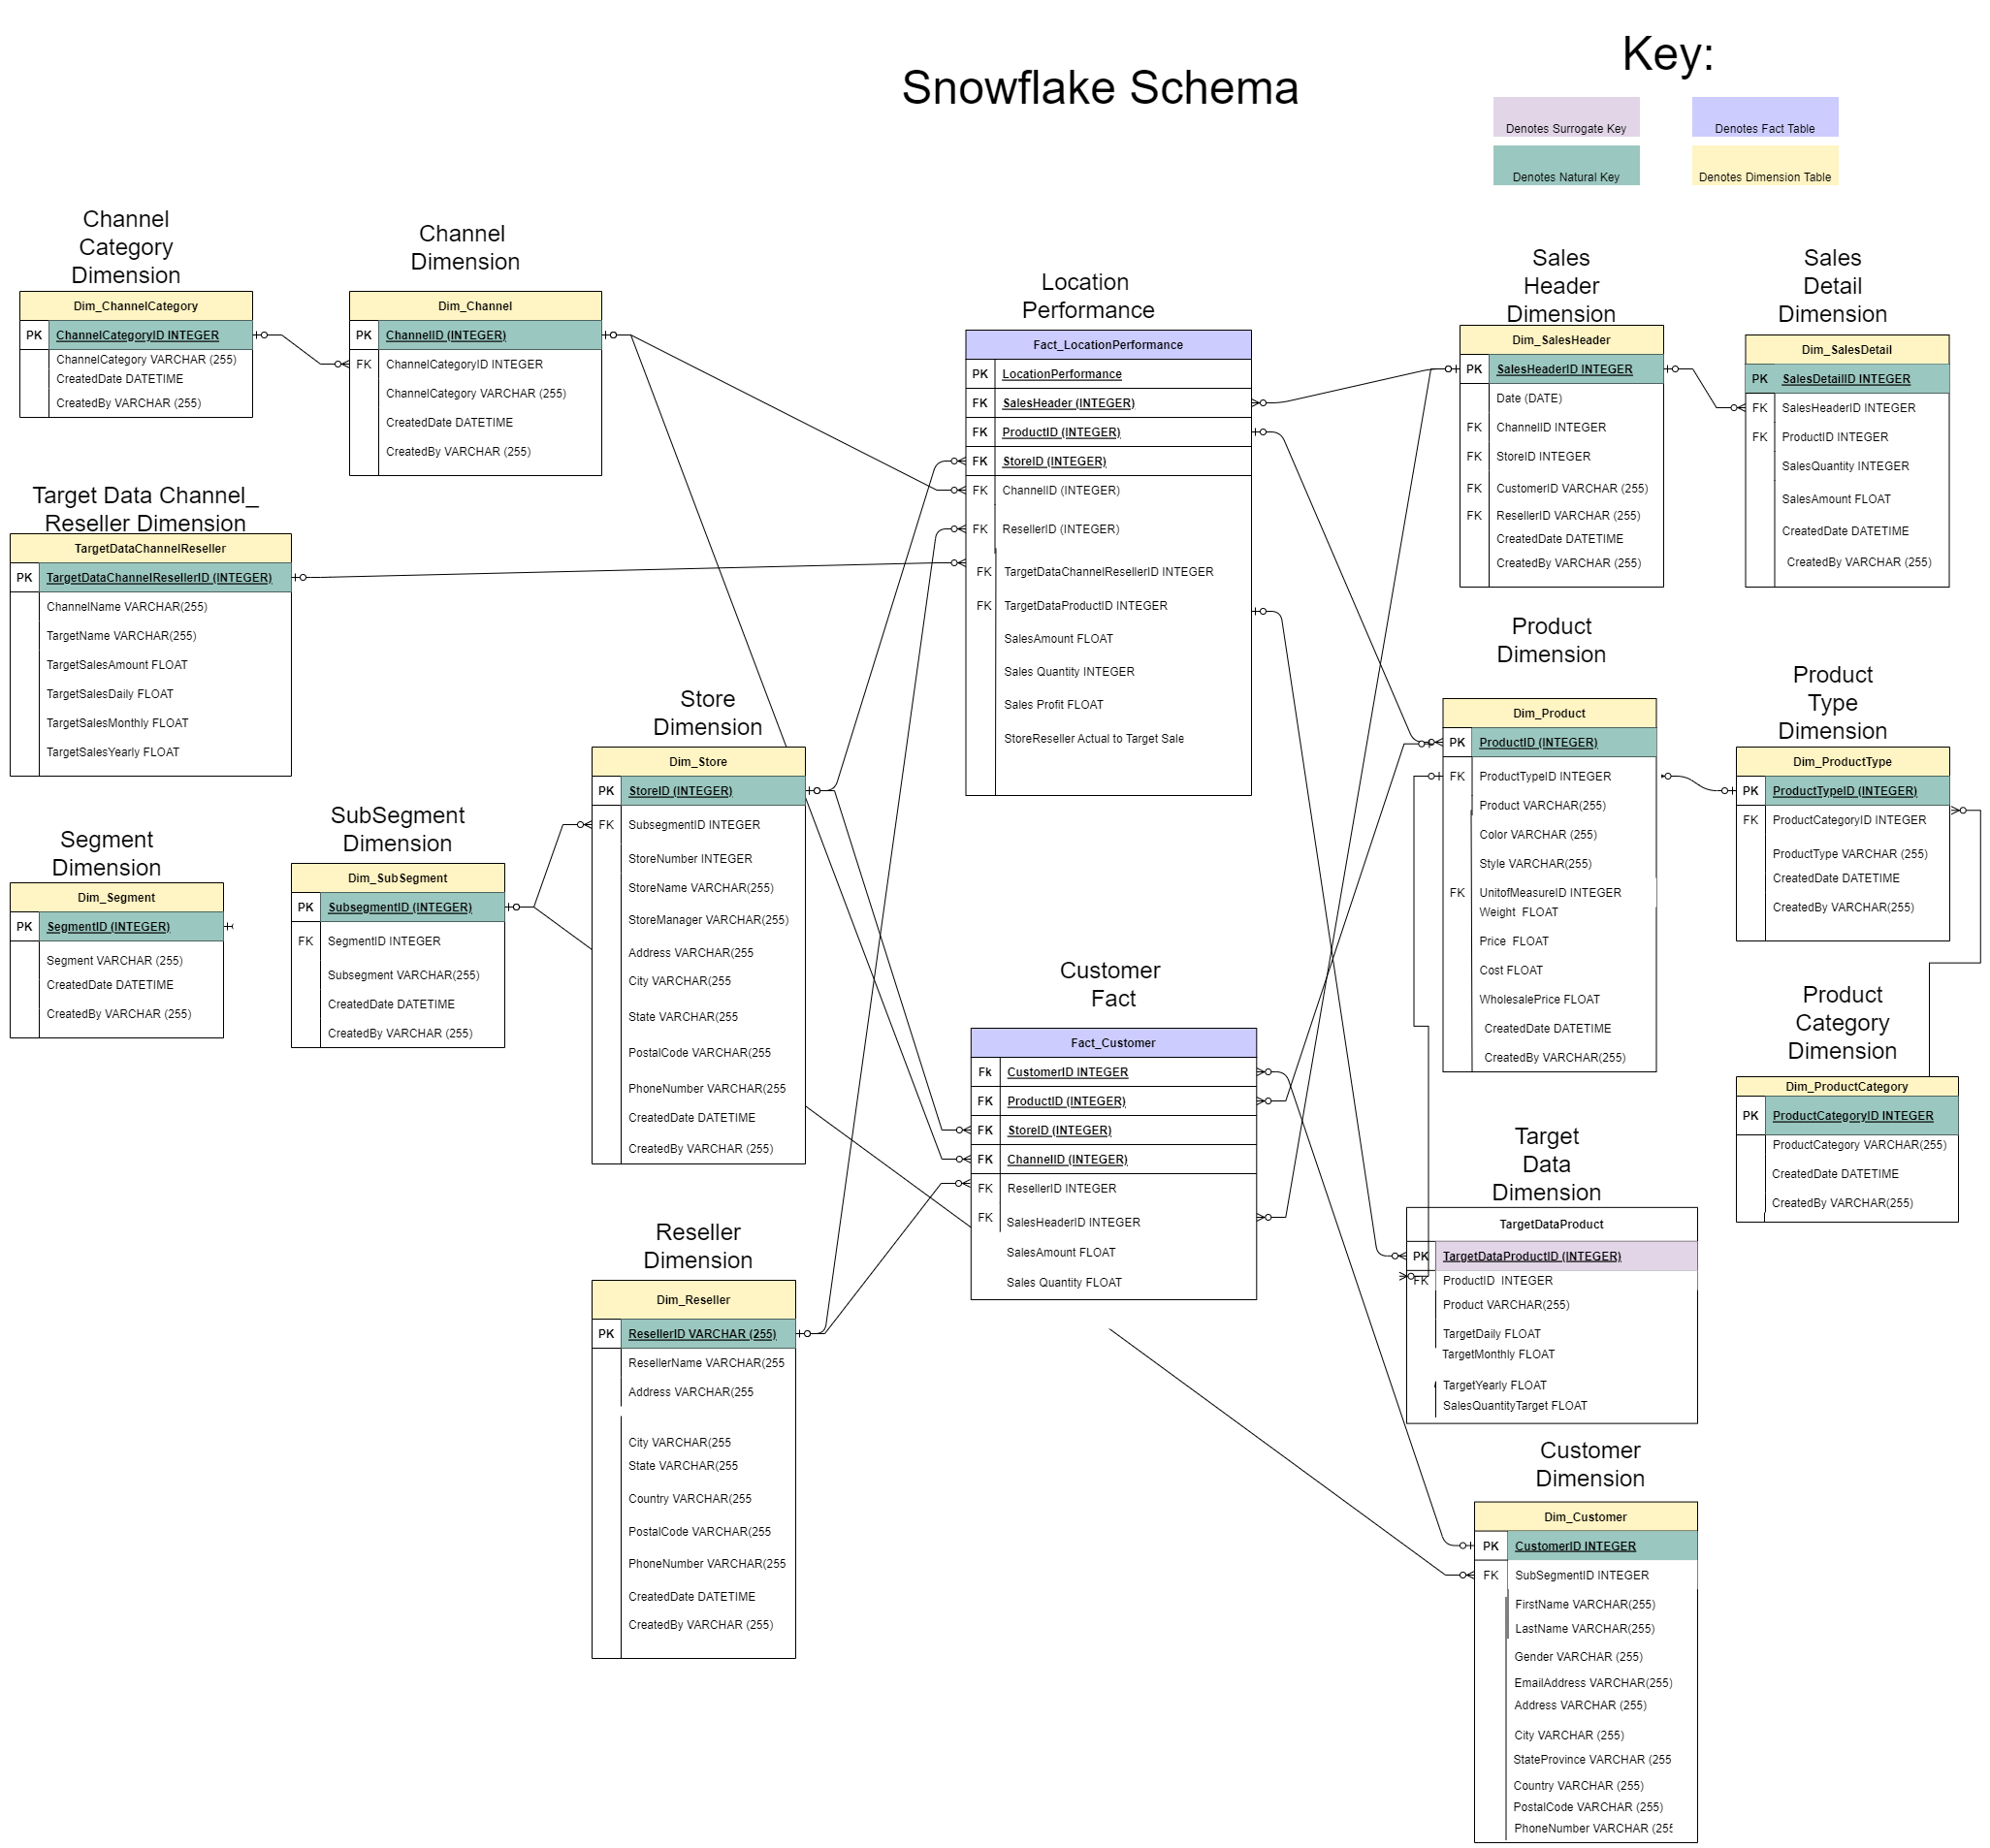 Snowflake Schema
Key:
Denotes Surrogate Key
Denotes Fact Table
Denotes Natural Key
Denotes Dimension Table
Channel
Category
Dimension
Dim_ChannelCategory
PK ChannelCategoryID INTEGER
ChannelCategory VARCHAR (255)
CreatedDate DATETIME
CreatedBy VARCHAR (255)
Channel
Dimension
Dim_Channel
PK ChannelID (INTEGER)
FK ChannelCategoryID INTEGER
ChannelCategory VARCHAR (255)
CreatedDate DATETIME
CreatedBy VARCHAR (255)
Target Data Channel_
Reseller Dimension
TargetDataChannelReseller
PK TargetDataChannelResellerID (INTEGER)
ChannelName VARCHAR(255)
TargetName VARCHAR(255)
TargetSalesAmount FLOAT
TargetSalesDaily FLOAT
TargetSalesMonthly FLOAT
TargetSalesYearly FLOAT
Segment
Dimension
Dim_Segment
PK SegmentID (INTEGER)
Segment VARCHAR (255)
CreatedDate DATETIME
CreatedBy VARCHAR (255)
SubSegment
Dimension
Dim_SubSegment
PK SubsegmentID (INTEGER)
FK SegmentID INTEGER
Subsegment VARCHAR(255)
CreatedDate DATETIME
CreatedBy VARCHAR (255)
Store
Dimension
Dim_Store
PK StoreID (INTEGER)
FK SubsegmentID INTEGER
StoreNumber INTEGER
StoreName VARCHAR(255)
StoreManager VARCHAR(255)
Address VARCHAR(255
City VARCHAR(255
State VARCHAR(255
PostalCode VARCHAR(255
PhoneNumber VARCHAR(255
CreatedDate DATETIME
CreatedBy VARCHAR (255)
Reseller
Dimension
Dim_Reseller
PK ResellerID VARCHAR (255)
ResellerName VARCHAR(255
Address VARCHAR(255
City VARCHAR(255
State VARCHAR(255
Country VARCHAR(255
PostalCode VARCHAR(255
PhoneNumber VARCHAR(255
CreatedDate DATETIME
CreatedBy VARCHAR (255)
Location
Performance
Fact_LocationPerformance
PK LocationPerformance
FK SalesHeader (INTEGER)
FK ProductID (INTEGER)
FK StoreID (INTEGER)
FK ChannelID (INTEGER)
FK ResellerID (INTEGER)
FK TargetDataChannelResellerID INTEGER
FK TargetDataProductID INTEGER
SalesAmount FLOAT
Sales Quantity INTEGER
Sales Profit FLOAT
StoreReseller Actual to Target Sale
Customer
Fact
Fact_Customer
Fk CustomerID INTEGER
FK ProductID (INTEGER)
FK StoreID (INTEGER)
FK ChannelID (INTEGER)
FK ResellerID INTEGER
FK SalesHeaderID INTEGER
SalesAmount FLOAT
Sales Quantity FLOAT
Sales
Header
Dimension
Dim_SalesHeader
PK SalesHeaderID INTEGER
Date (DATE)
FK ChannelID INTEGER
FK StoreID INTEGER
FK CustomerID VARCHAR (255)
FK ResellerID VARCHAR (255)
CreatedDate DATETIME
CreatedBy VARCHAR (255)
Sales
Detail
Dimension
Dim_SalesDetail
PK SalesDetailID INTEGER
FK SalesHeaderID INTEGER
FK ProductID INTEGER
SalesQuantity INTEGER
SalesAmount FLOAT
CreatedDate DATETIME
CreatedBy VARCHAR (255)
Product
Dimension
Dim_Product
PK ProductID (INTEGER)
FK ProductTypeID INTEGER
Product VARCHAR(255)
Color VARCHAR (255)
Style VARCHAR(255)
FK UnitofMeasureID INTEGER
Weight FLOAT
Price FLOAT
Cost FLOAT
WholesalePrice FLOAT
CreatedDate DATETIME
CreatedBy VARCHAR(255)
Product
Type
Dimension
Dim_ProductType
PK ProductTypeID (INTEGER)
FK ProductCategoryID INTEGER
ProductType VARCHAR (255)
CreatedDate DATETIME
CreatedBy VARCHAR(255)
Product
Category
Dimension
Dim_ProductCategory
PK ProductCategoryID INTEGER
ProductCategory VARCHAR(255)
CreatedDate DATETIME
CreatedBy VARCHAR(255)
Target
Data
Dimension
TargetDataProduct
PK TargetDataProductID (INTEGER)
FK ProductID INTEGER
Product VARCHAR(255)
TargetDaily FLOAT
TargetMonthly FLOAT
TargetYearly FLOAT
SalesQuantityTarget FLOAT
Customer
Dimension
Dim_Customer
PK CustomerID INTEGER
FK SubSegmentID INTEGER
FirstName VARCHAR(255)
LastName VARCHAR(255)
Gender VARCHAR (255)
EmailAddress VARCHAR(255)
Address VARCHAR (255)
City VARCHAR (255)
StateProvince VARCHAR (255
Country VARCHAR (255)
PostalCode VARCHAR (255)
PhoneNumber VARCHAR (255